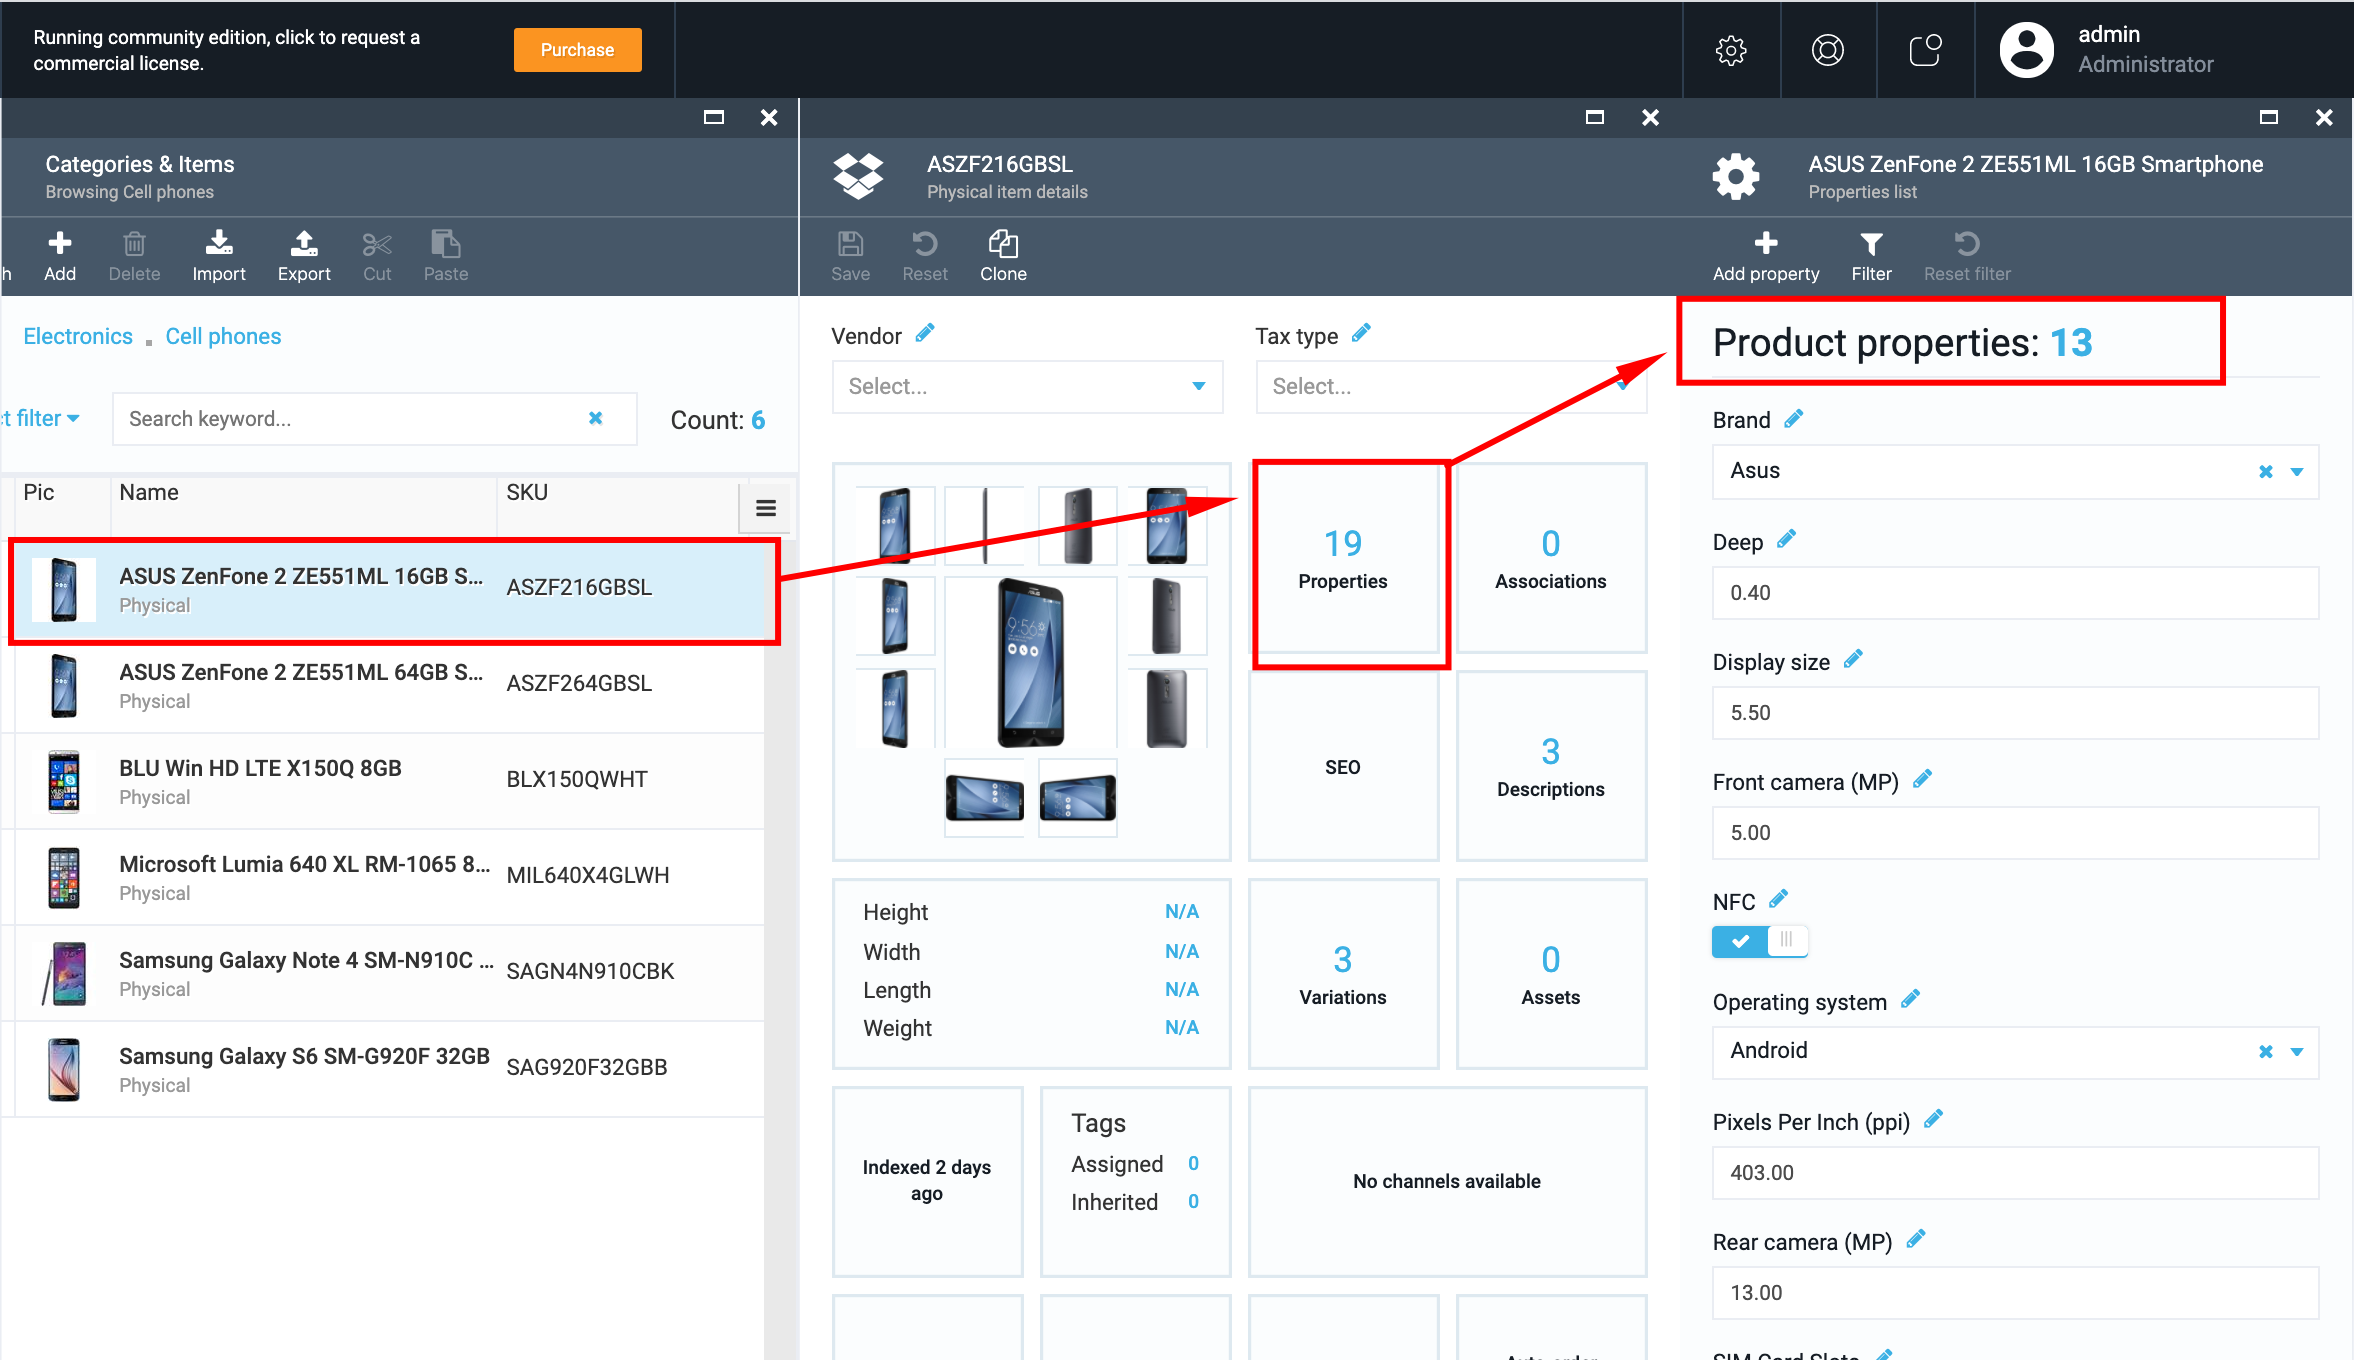 Running community edition, click to request a
commercial license.
Purchase
admin
Administrator
Categories & Items
Browsing Cell phones
h
Add
Delete
Import
Export
Cut
Paste
Electronics
Cell phones
t filter
Search keyword...
Count: 6
Pic
Name
SKU
ASUS ZenFone 2 ZE551ML 16GB S...
Physical
ASZF216GBSL
ASUS ZenFone 2 ZE551ML 64GB S...
Physical
ASZF264GBSL
BLU Win HD LTE X150Q 8GB
Physical
BLX150QWHT
Microsoft Lumia 640 XL RM-1065 8...
Physical
MIL640X4GLWH
Samsung Galaxy Note 4 SM-N910C ...
Physical
SAGN4N910CBK
Samsung Galaxy S6 SM-G920F 32GB
Physical
SAG920F32GBB
ASZF216GBSL
Physical item details
Save
Reset
Clone
Vendor
Select...
Tax type
Select...
9:56
19
Properties
0
Associations
SEO
3
Descriptions
Height N/A
Width N/A
Length N/A
Weight N/A
3
Variations
0
Assets
Indexed 2 days
ago
Tags
Assigned 0
Inherited 0
No channels available
ASUS ZenFone 2 ZE551ML 16GB Smartphone
Properties list
Add property
Filter
Reset filter
Product properties: 13
Brand
Asus
Deep
0.40
Display size
5.50
Front camera (MP)
5.00
NFC
Operating system
Android
Pixels Per Inch (ppi)
403.00
Rear camera (MP)
13.00
SIM Card Slots